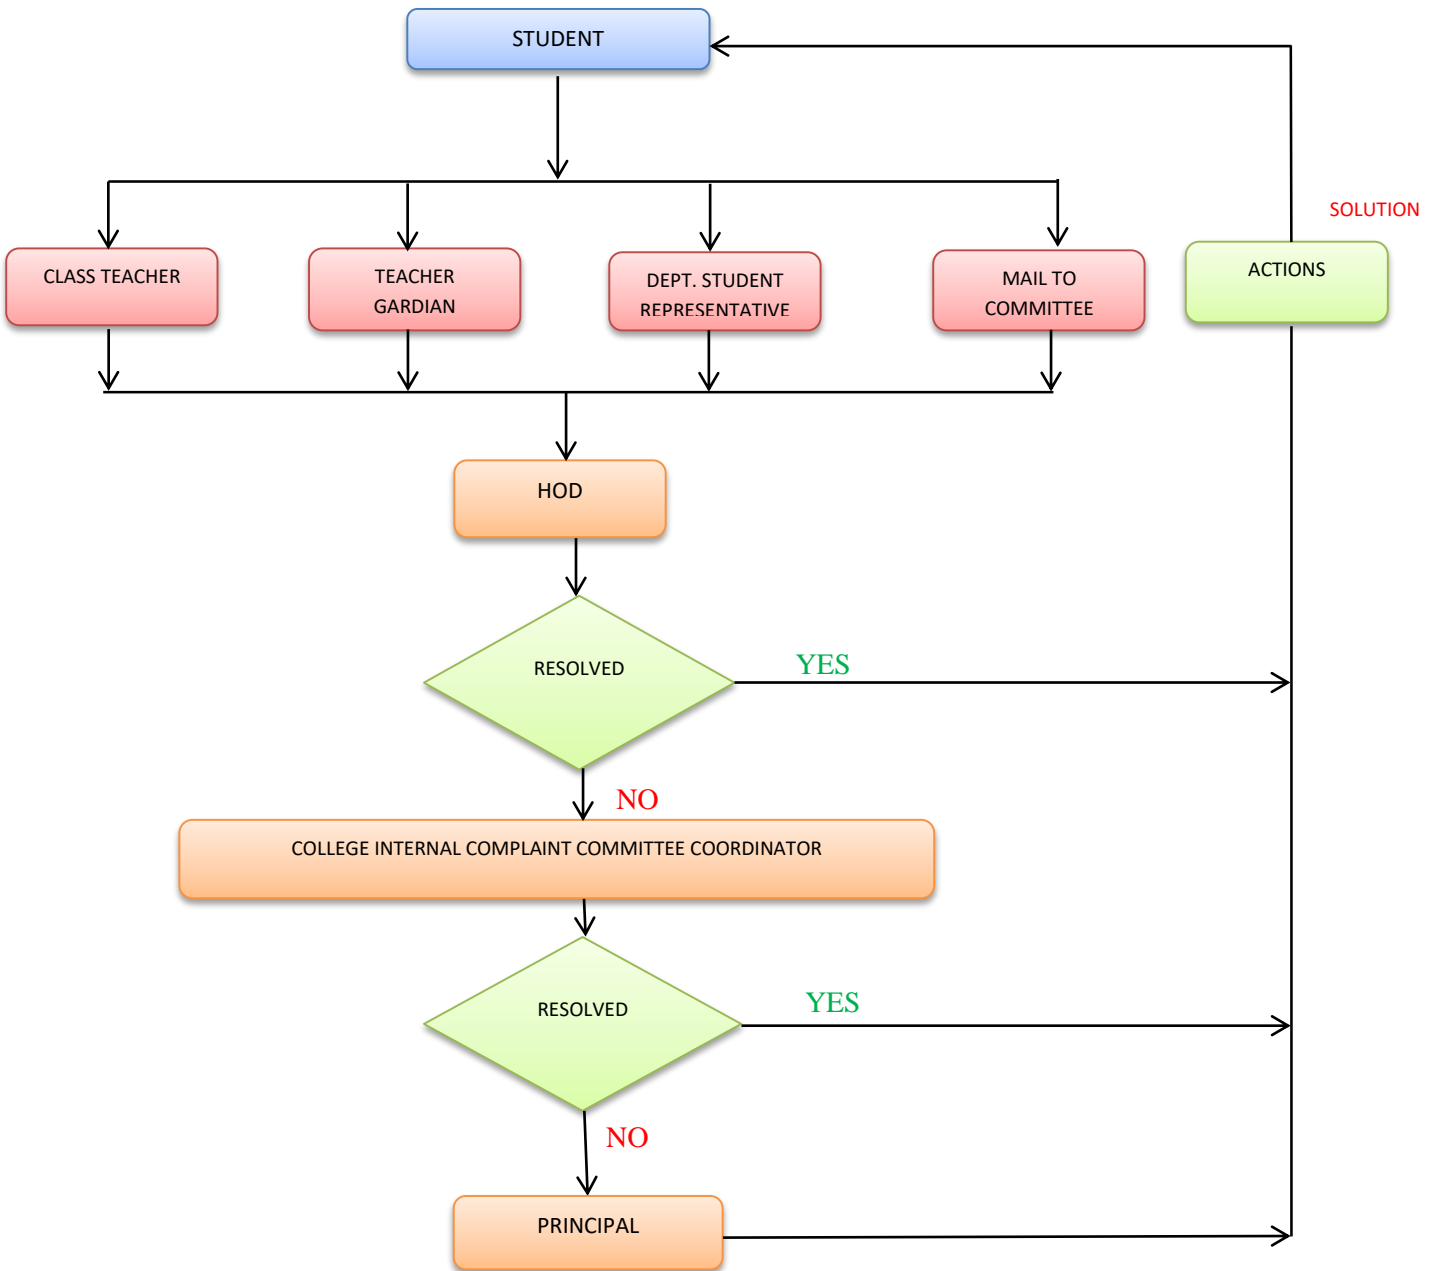 STUDENT
SOLUTION
CLASS TEACHER
TEACHER
GARDIAN
DEPT. STUDENT
REPRESENTATIVE
MAIL TO
COMMITTEE
ACTIONS
HOD
RESOLVED
YES
NO
COLLEGE INTERNAL COMPLAINT COMMITTEE COORDINATOR
RESOLVED
YES
NO
PRINCIPAL